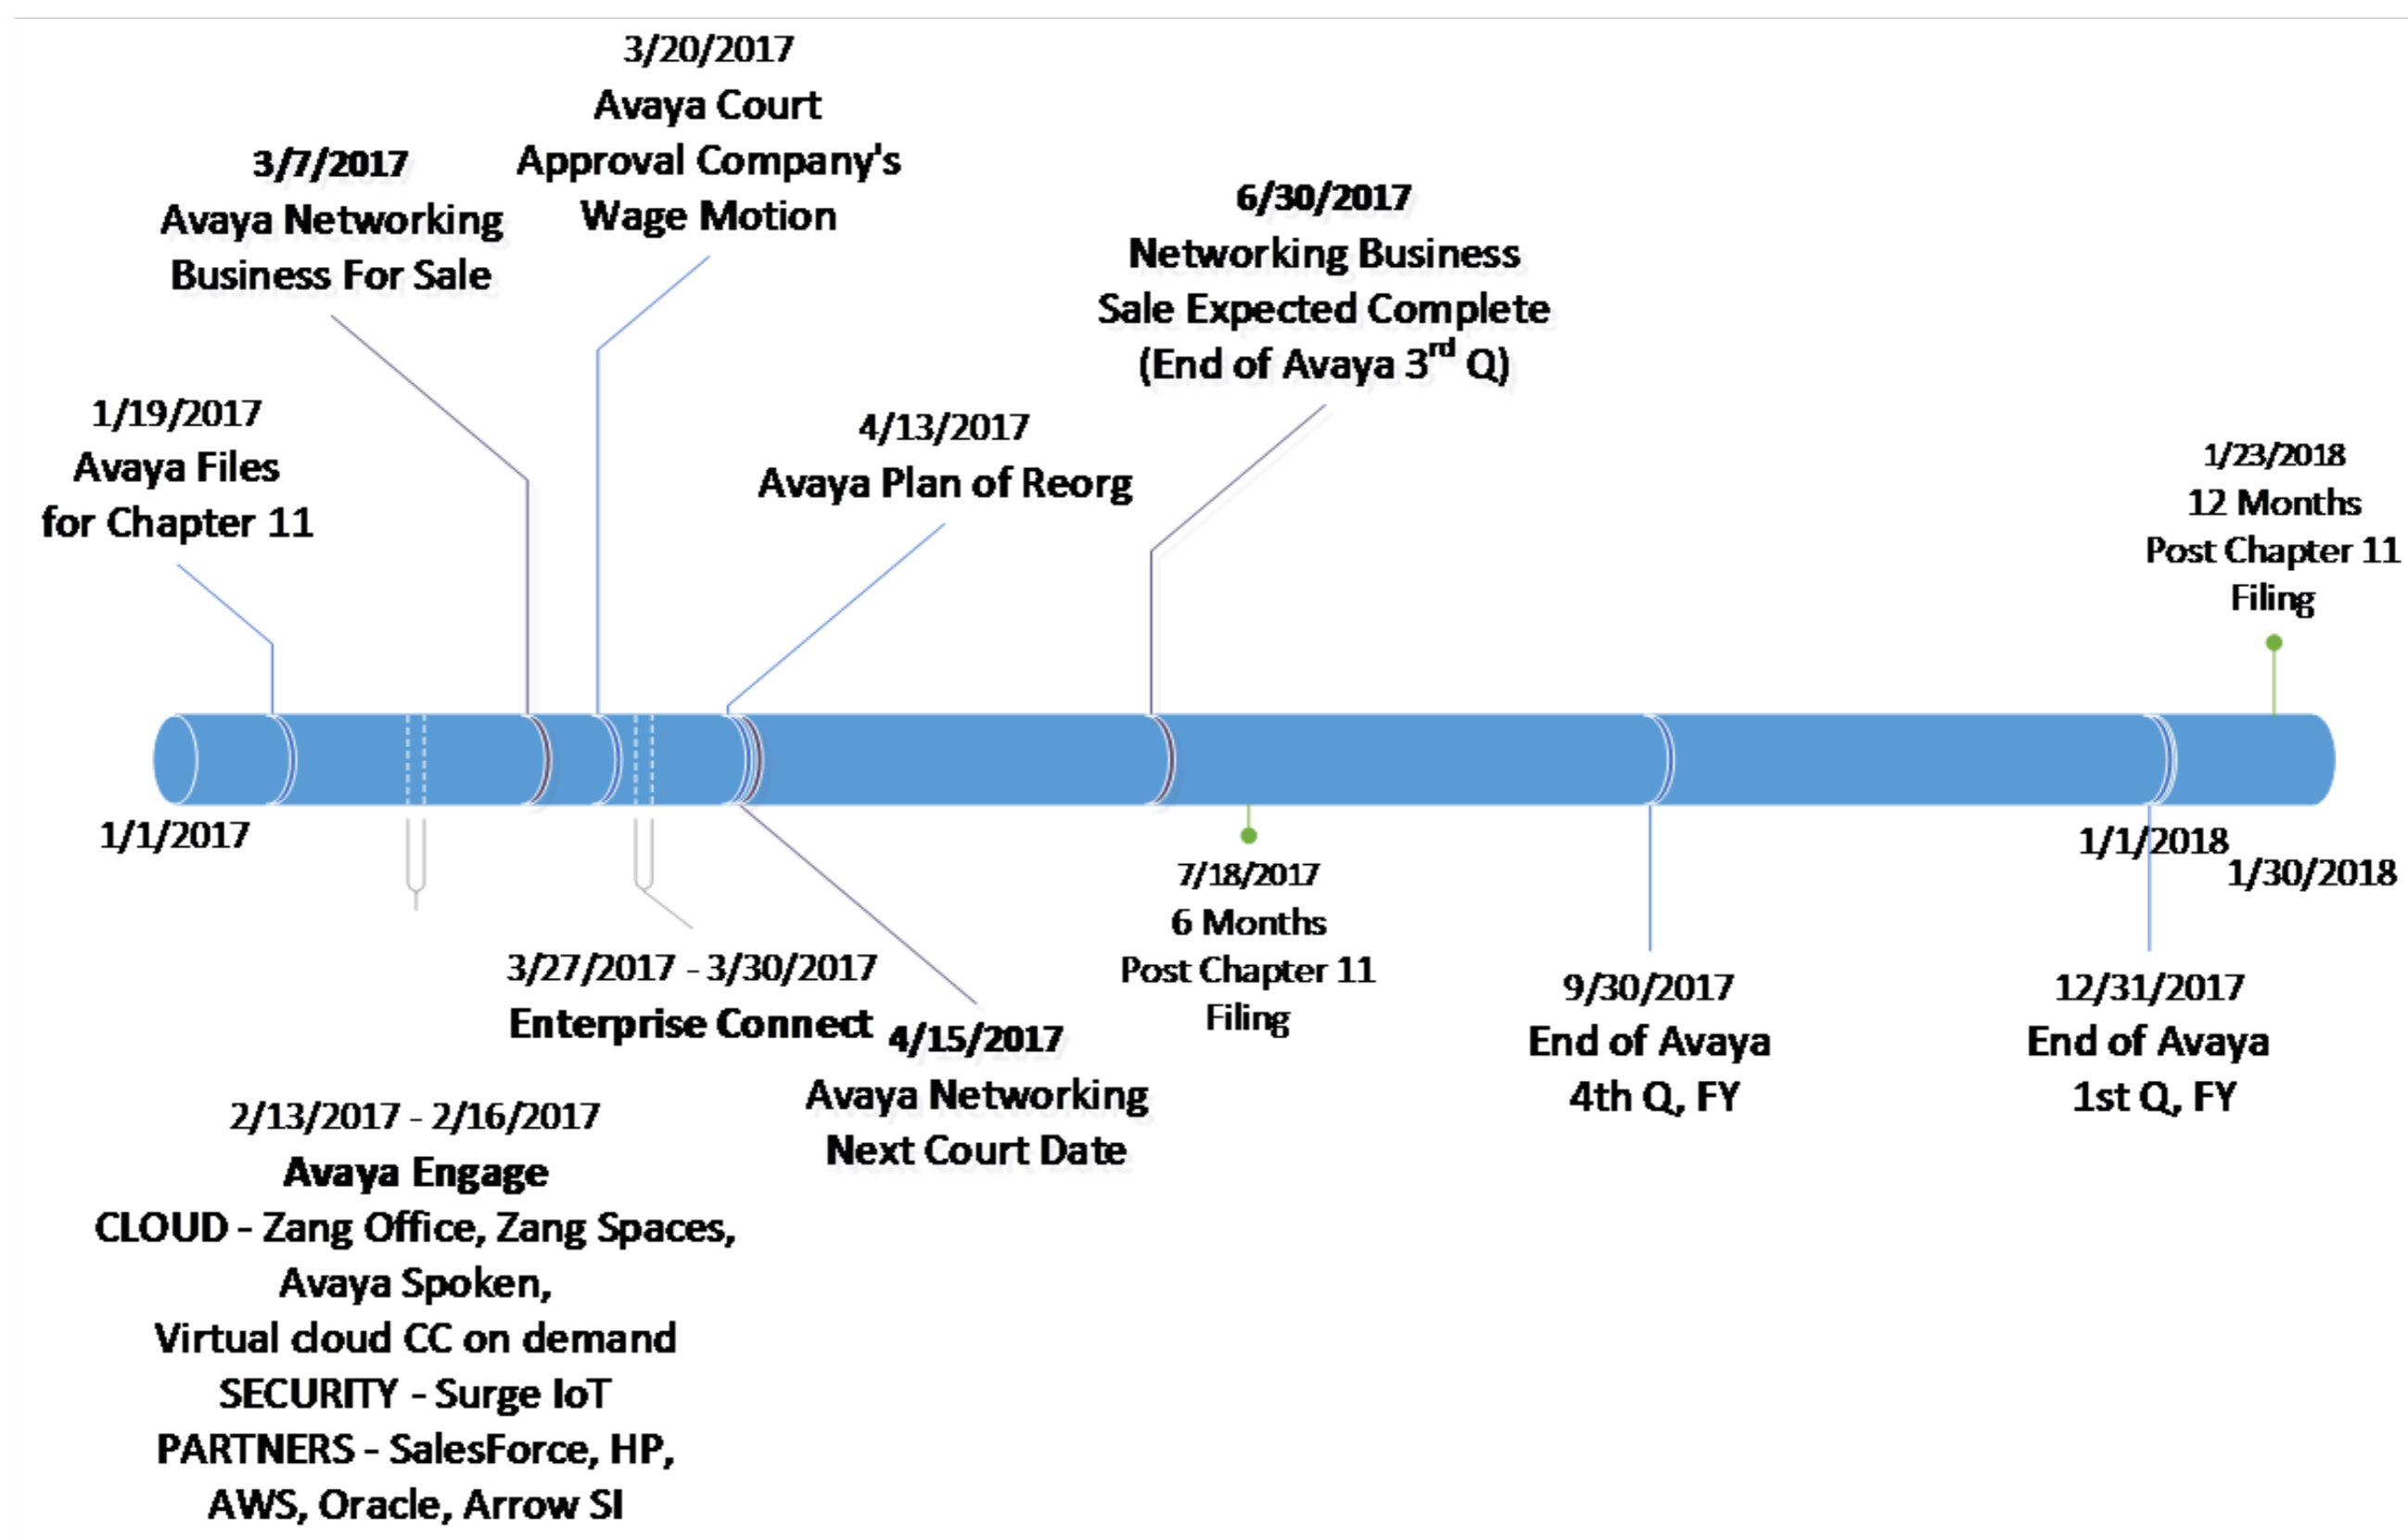 3/20/2017
Avaya Court
Approval Company's
Wage Motion
3/7/2017
Avaya Networking
Business For Sale
6/30/2017
Networking Business
Sale Expected Complete
(End of Avaya 3rd Q)
1/19/2017
Avaya Files
for Chapter 11
4/13/2017
Avaya Plan of Reorg
1/23/2018
12 Months
Post Chapter 11
Filing
1/1/2017
1/1/2018
1/30/2018
7/18/2017
6 Months
Post Chapter 11
Filing
3/27/2017 - 3/30/2017
Enterprise Connect
4/15/2017
Avaya Networking
Next Court Date
9/30/2017
End of Avaya
4th Q, FY
12/31/2017
End of Avaya
1st Q, FY
2/13/2017 - 2/16/2017
Avaya Engage
CLOUD - Zang Office, Zang Spaces,
Avaya Spoken,
Virtual cloud CC on demand
SECURITY - Surge IoT
PARTNERS - SalesForce, HP,
AWS, Oracle, Arrow SI